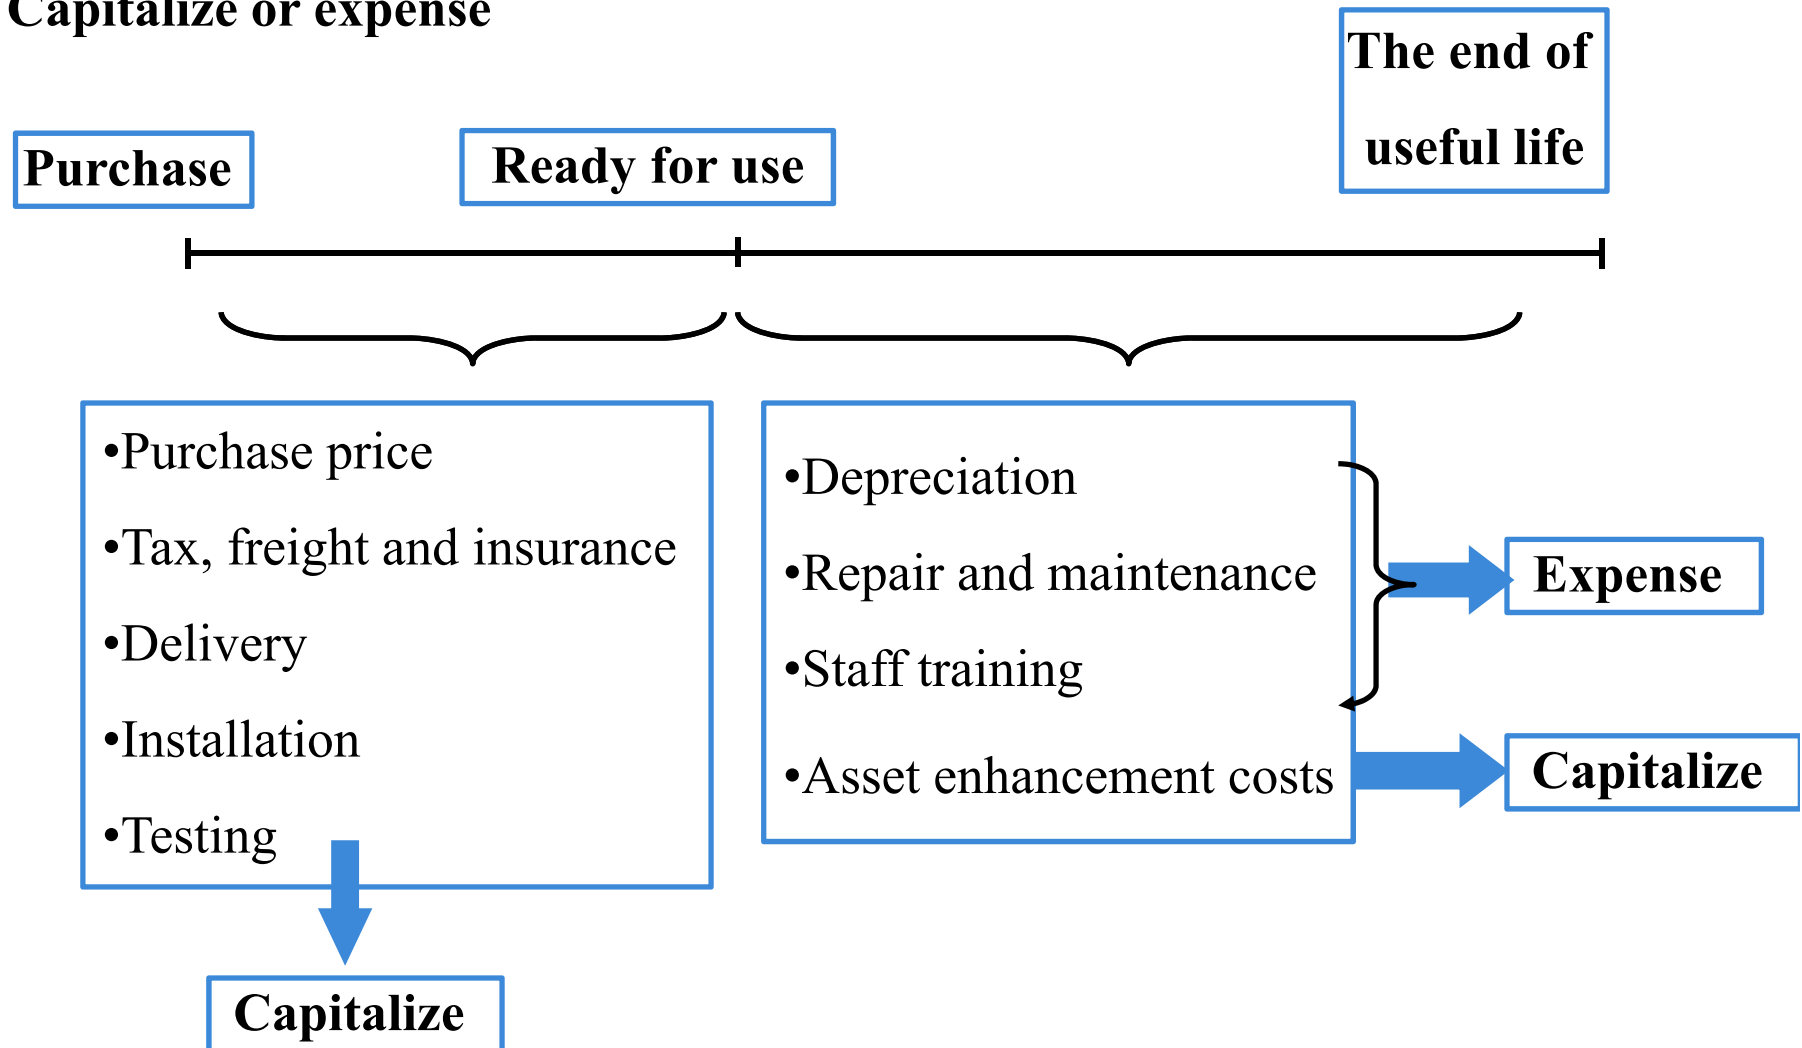 Capitalize or expense
Purchase
Ready for use
The end of
useful life
•Purchase price
•Tax, freight and insurance
•Delivery
•Installation
•Testing
Capitalize
•Depreciation
•Repair and maintenance
•Staff training
•Asset enhancement costs
Expense
Capitalize